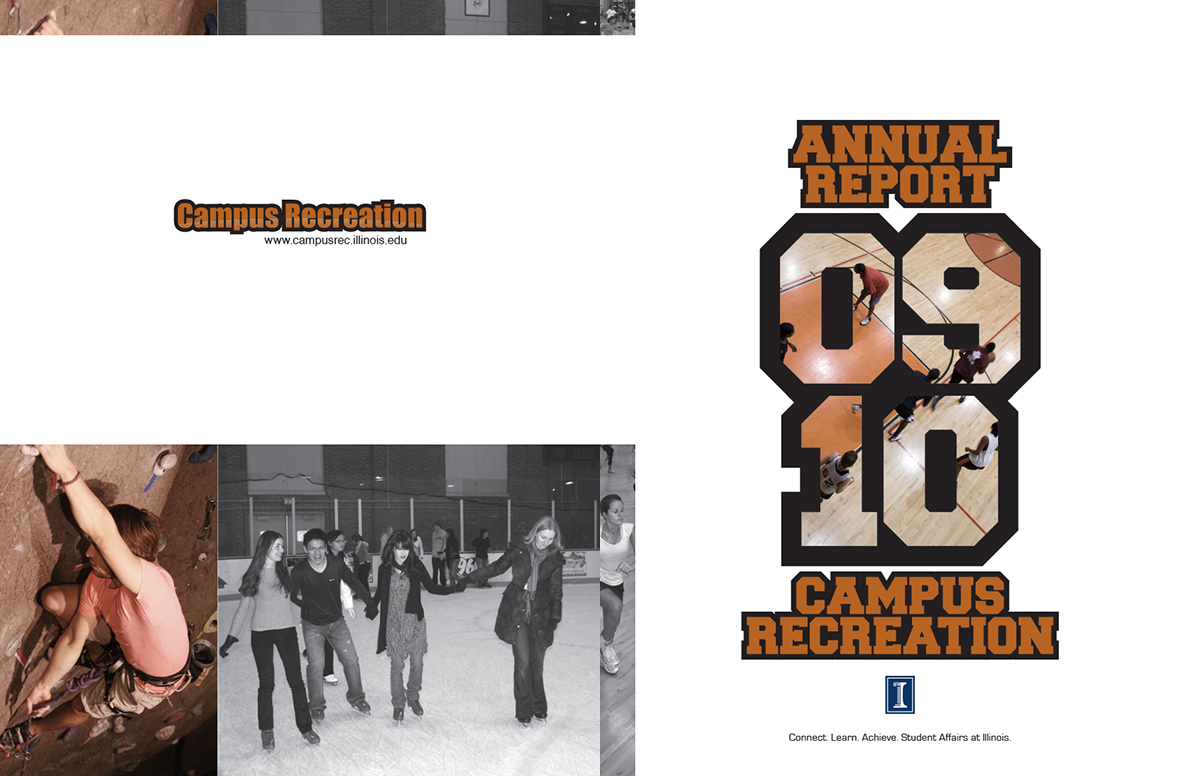 Campus Recreation
www.campusrec.illinois.edu
ANNUAL
REPORT
09
10
CAMPUS
RECREATION
I
Connect. Learn. Achieve. Student Affairs at Illinois.
96